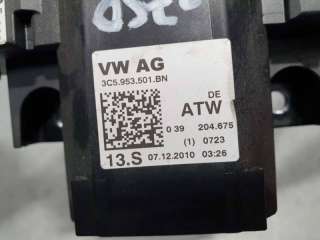 VW AG
3C5.953.501.BN
DE
ATW
0 39 204.675
(1) 0723
13.S 07.12.2010 03:26